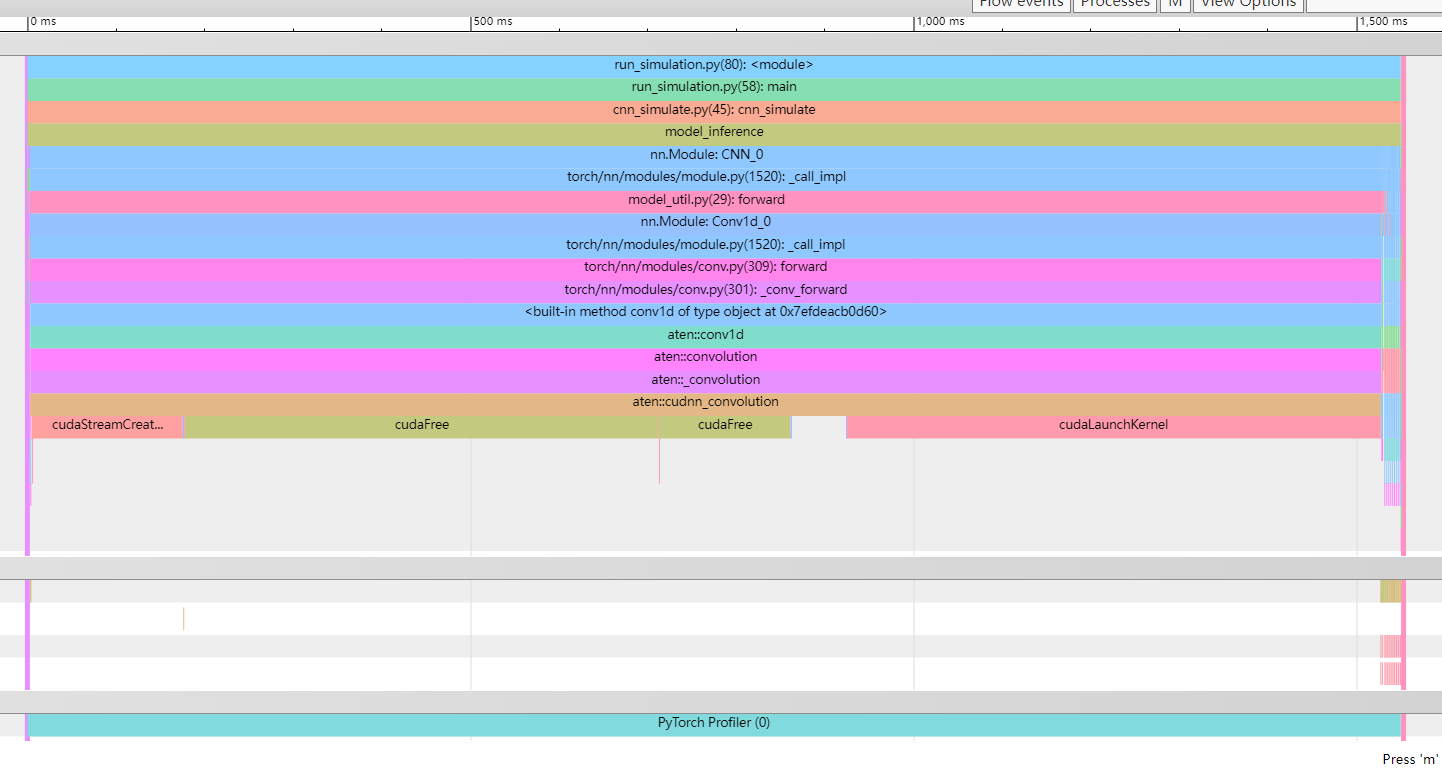 Flow events Processes M View Options
0 ms 500 ms 1,000 ms 1,500 ms
run_simulation.py(80): <module>
run_simulation.py(58): main
cnn_simulate.py(45): cnn_simulate
model_inference
nn.Module: CNN_0
torch/nn/modules/module.py(1520): _call_impl
model_util.py(29): forward
nn.Module: Conv1d_0
torch/nn/modules/module.py(1520): _call_impl
torch/nn/modules/conv.py(309): forward
torch/nn/modules/conv.py(301): _conv_forward
<built-in method conv1d of type object at 0x7efdeacb0d60>
aten::conv1d
aten::convolution
aten::_convolution
aten::cudnn_convolution
cudaStreamCreat... cudaFree cudaFree cudaLaunchKernel
PyTorch Profiler (0)
Press 'm'